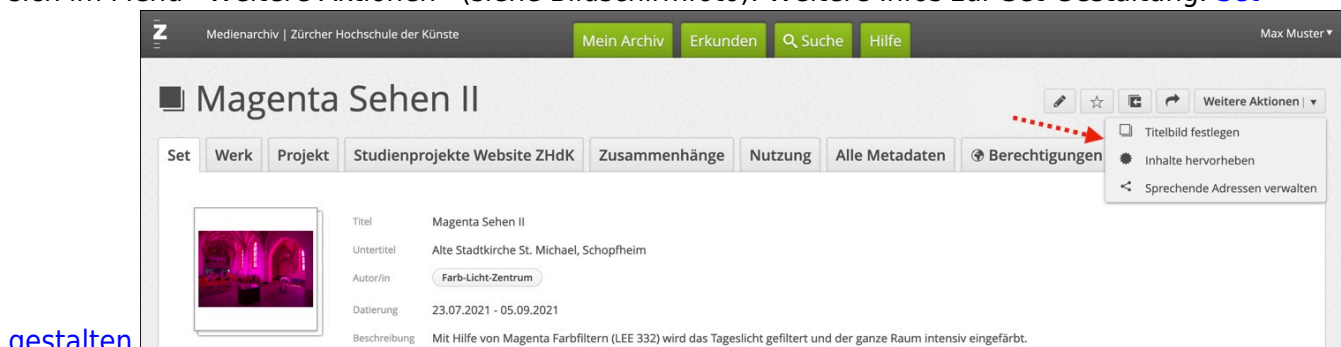 sich im Menü "Weitere Aktionen" (siehe Bildschirmfoto). Weitere Infos zur Set-Gestaltung: Set
Z Medienarchiv | Zürcher Hochschule der Künste Mein Archiv Erkunden Suche Hilfe Max Muster
Magenta Sehen II
Weitere Aktionen |
Titelbild festlegen
Set Werk Projekt Studienprojekte Website ZHdK Zusammenhänge Nutzung Alle Metadaten Berechtigungen
Inhalte hervorheben
Sprechende Adressen verwalten
Titel Magenta Sehen II
Untertitel Alte Stadtkirche St. Michael, Schopfheim
Autor/in Farb-Licht-Zentrum
Datierung 23.07.2021 - 05.09.2021
Beschreibung Mit Hilfe von Magenta Farbfiltern (LEE 332) wird das Tageslicht gefiltert und der ganze Raum intensiv eingefärbt.
gestalten